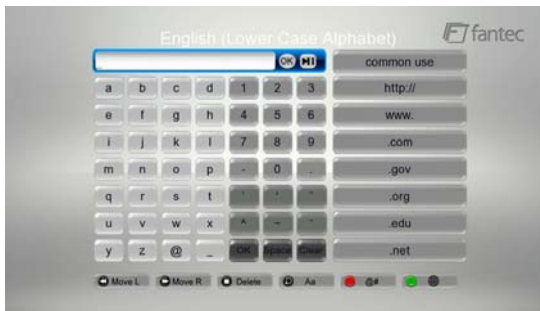 English (Lower Case Alphabet)
fantec
OK
common use
a b c d 1 2 3 http://
e f g h 4 5 6 www.
i j k l 7 8 9 .com
m n o p - 0 . .gov
q r s t .org
u v w x ^ ~ .edu
y z @ _ OK Space Clear .net
Move L Move R Delete Aa @#